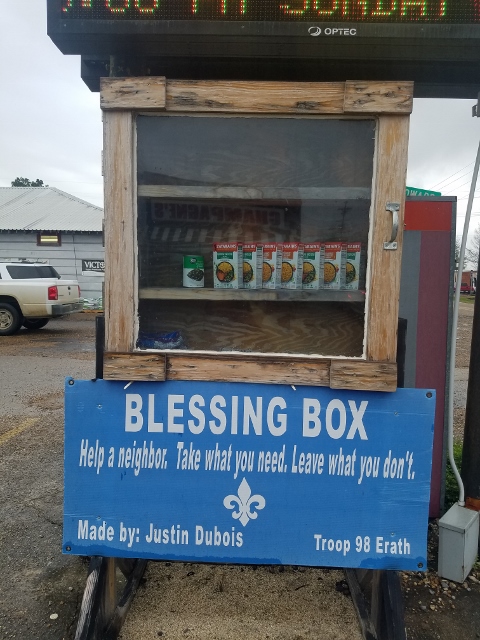 OPTEC
VICTO
BLESSING BOX
Help a neighbor. Take what you need. Leave what you don't.
Made by: Justin Dubois
Troop 98 Erath